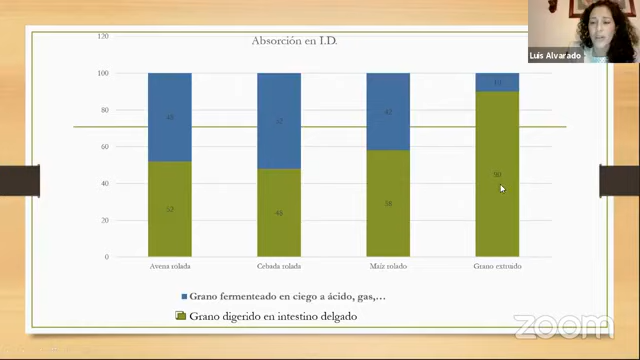 Luis Alvarado
Absorción en I.D.
120
100
80
60
40
20
0
52
58
90
10
Avena rolada
Cebada rolada
Maíz rolado
Grano extruido
Grano fermenteado en ciego a ácido, gas,…
Grano digerido en intestino delgado
zoom